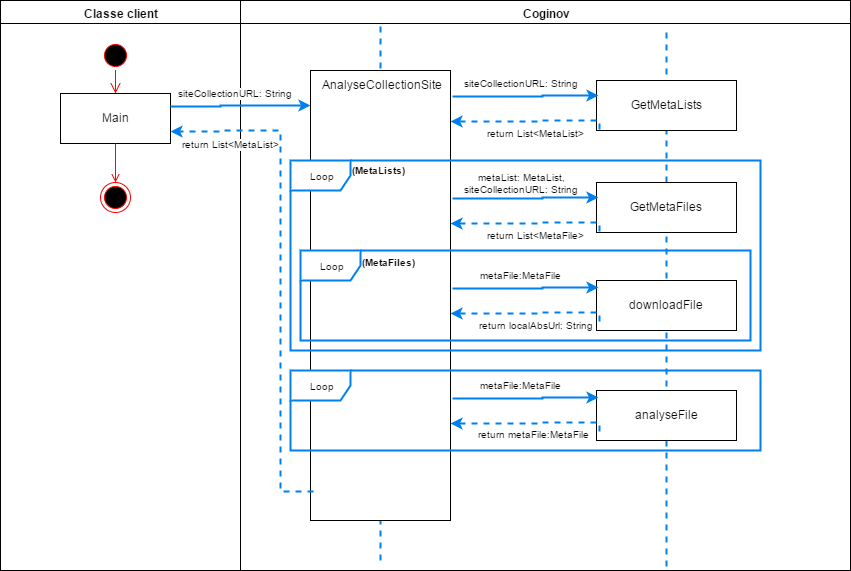 Classe client
Coginov
Main
siteCollectionURL: String
return List<MetaList>
AnalyseCollectionSite
siteCollectionURL: String
GetMetaLists
return List<MetaList>
Loop
(MetaLists)
metaList: MetaList,
siteCollectionURL: String
GetMetaFiles
return List<MetaFile>
Loop
(MetaFiles)
metaFile:MetaFile
downloadFile
return localAbsUrl: String
Loop
metaFile:MetaFile
analyseFile
return metaFile:MetaFile